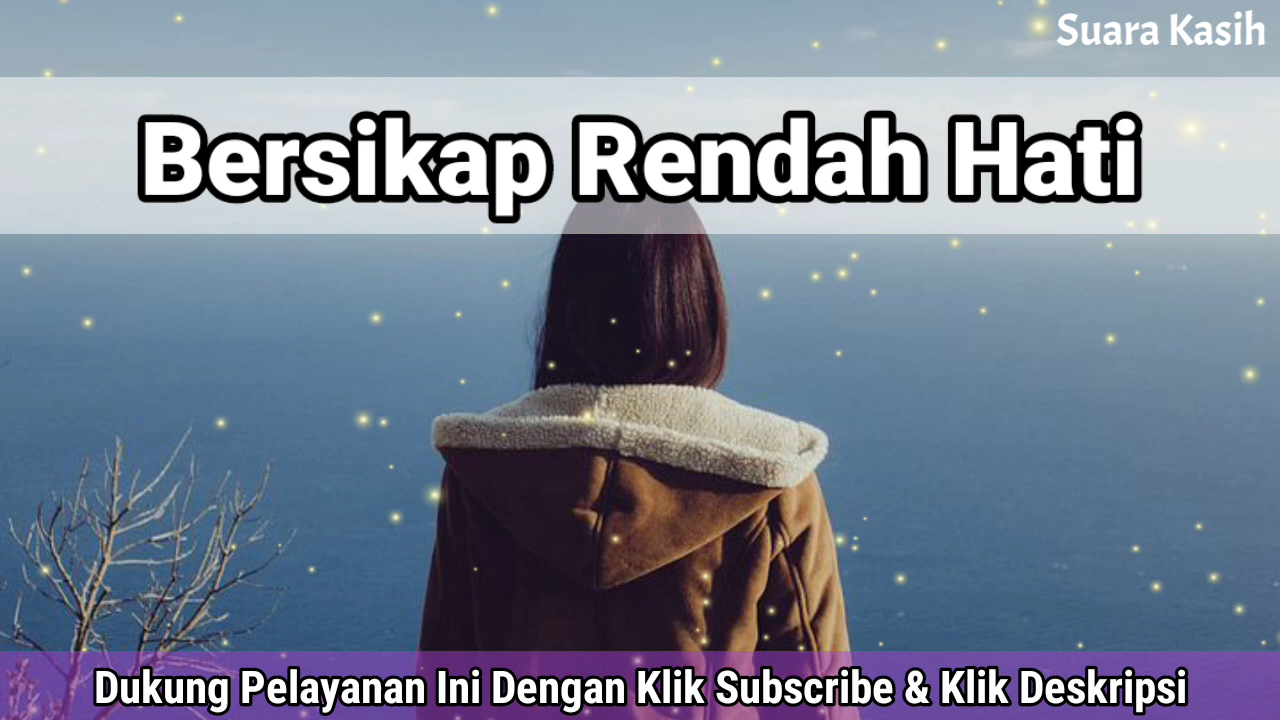 Suara Kasih
Bersikap Rendah Hati
Dukung Pelayanan Ini Dengan Klik Subscribe & Klik Deskripsi